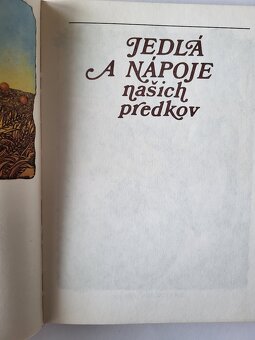 JEDLÁ
A NÁPOJE
našich
predkov